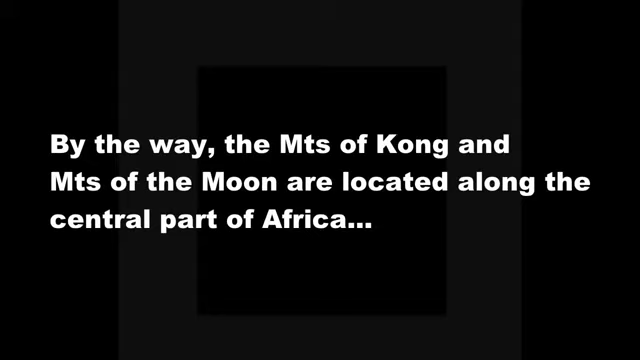 By the way, the Mts of Kong and
Mts of the Moon are located along the
central part of Africa...